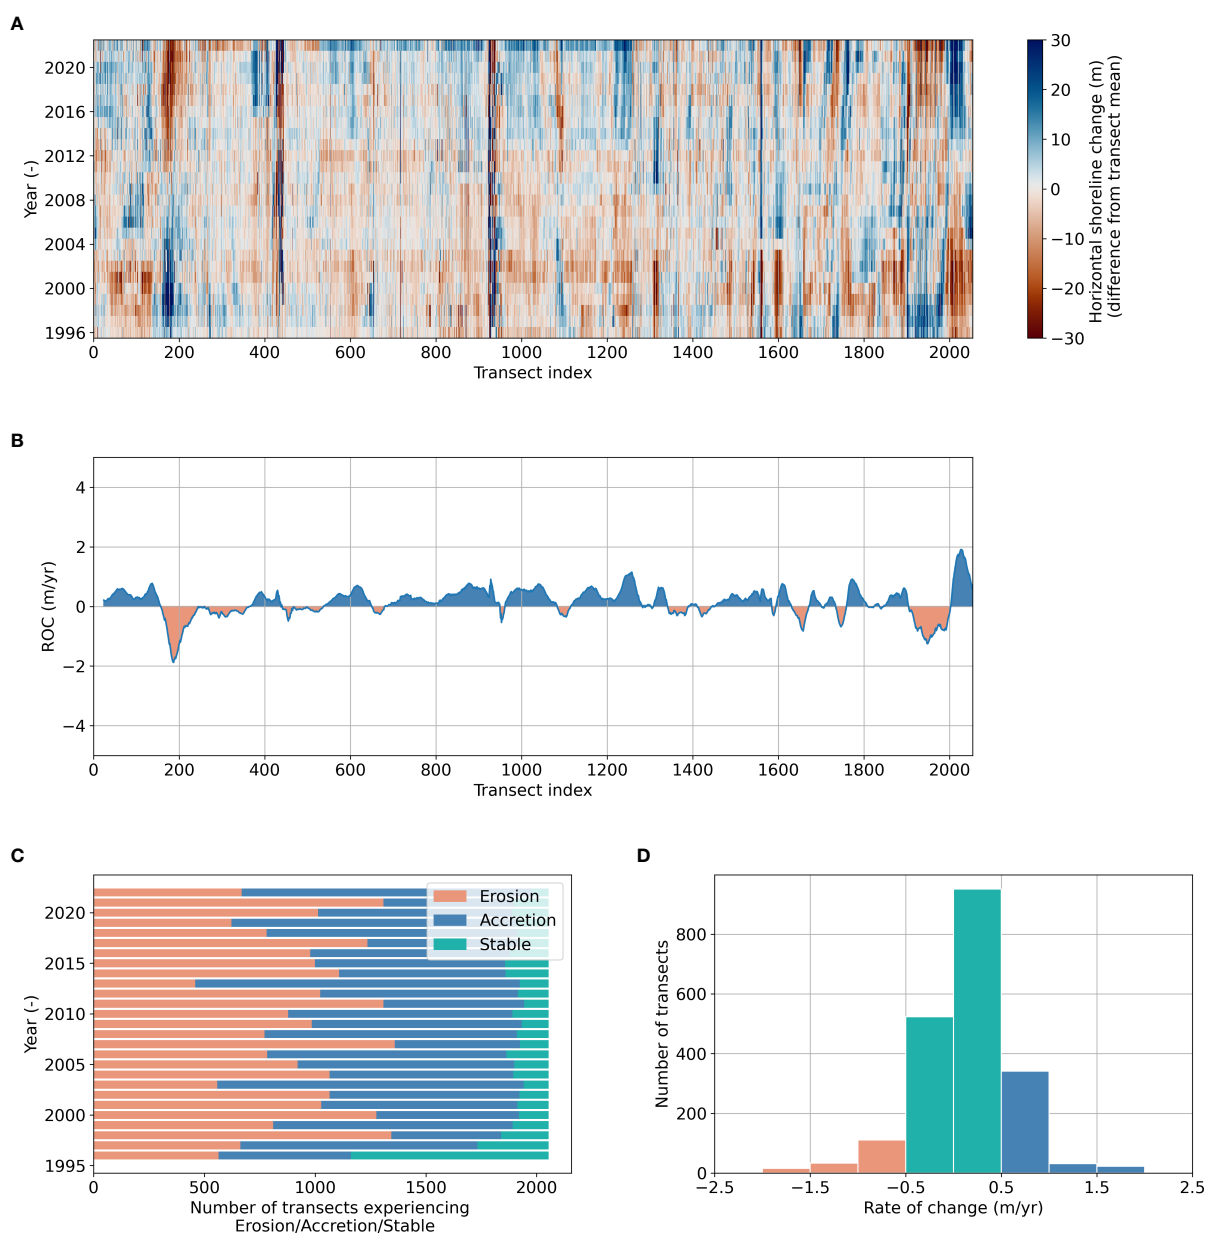 A
2020
2016
2012
2008
2004
2000
1996
Year (-)
0 200 400 600 800 1000 1200 1400 1600 1800 2000
Transect index
30
20
10
0
−10
−20
−30
Horizontal shoreline change (m)
(difference from transect mean)
B
4
2
0
−2
−4
ROC (m/yr)
0 200 400 600 800 1000 1200 1400 1600 1800 2000
Transect index
C
2020
2015
2010
2005
2000
1995
Year (-)
Erosion
Accretion
Stable
0 500 1000 1500 2000
Number of transects experiencing
Erosion/Accretion/Stable
D
800
600
400
200
0
Number of transects
−2.5 −1.5 −0.5 0.5 1.5 2.5
Rate of change (m/yr)